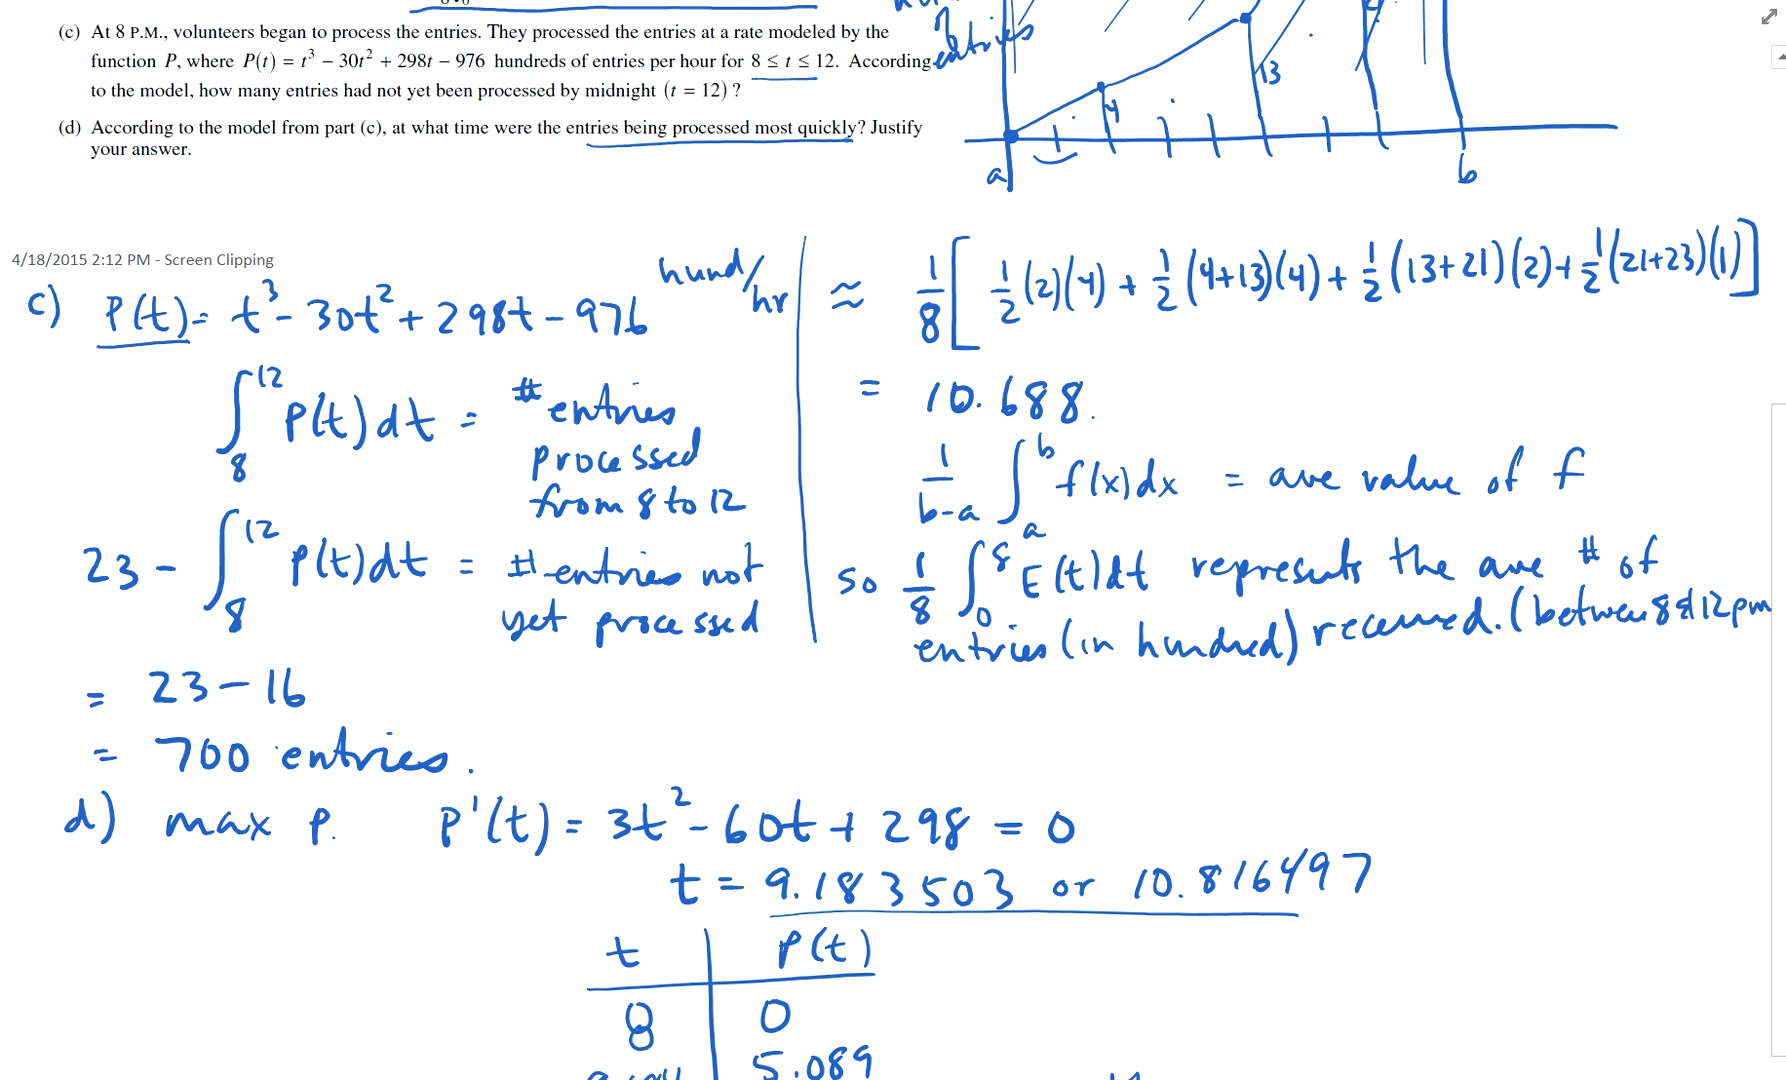 (c) At 8 P.M., volunteers began to process the entries. They processed the entries at a rate modeled by the
function P, where P(t) = t³ − 30t² + 298t − 976 hundreds of entries per hour for 8 ≤ t ≤ 12. According
to the model, how many entries had not yet been processed by midnight (t = 12) ?
(d) According to the model from part (c), at what time were the entries being processed most quickly? Justify
your answer.
entries
4
13
a
b
4/18/2015 2:12 PM - Screen Clipping
c) P(t) = t³ - 30t² + 298t - 976 hund/hr
∫₈¹² P(t)dt = # entries
processed
from 8 to 12
23 - ∫₈¹² P(t)dt = # entries not
yet processed
= 23 - 16
= 700 entries.
≈ 1/8 [ 1/2 (2)(4) + 1/2 (4+13)(4) + 1/2 (13+21)(2) + 1/2 (21+23)(1) ]
= 10.688.
1/(b-a) ∫ₐᵇ f(x)dx = ave value of f
so 1/8 ∫₀⁸ E(t)dt represents the ave # of
entries (in hundred) received. (between 8 & 12 pm
d) max P. P'(t) = 3t² - 60t + 298 = 0
t = 9.183503 or 10.816497
t P(t)
8 0
5.089